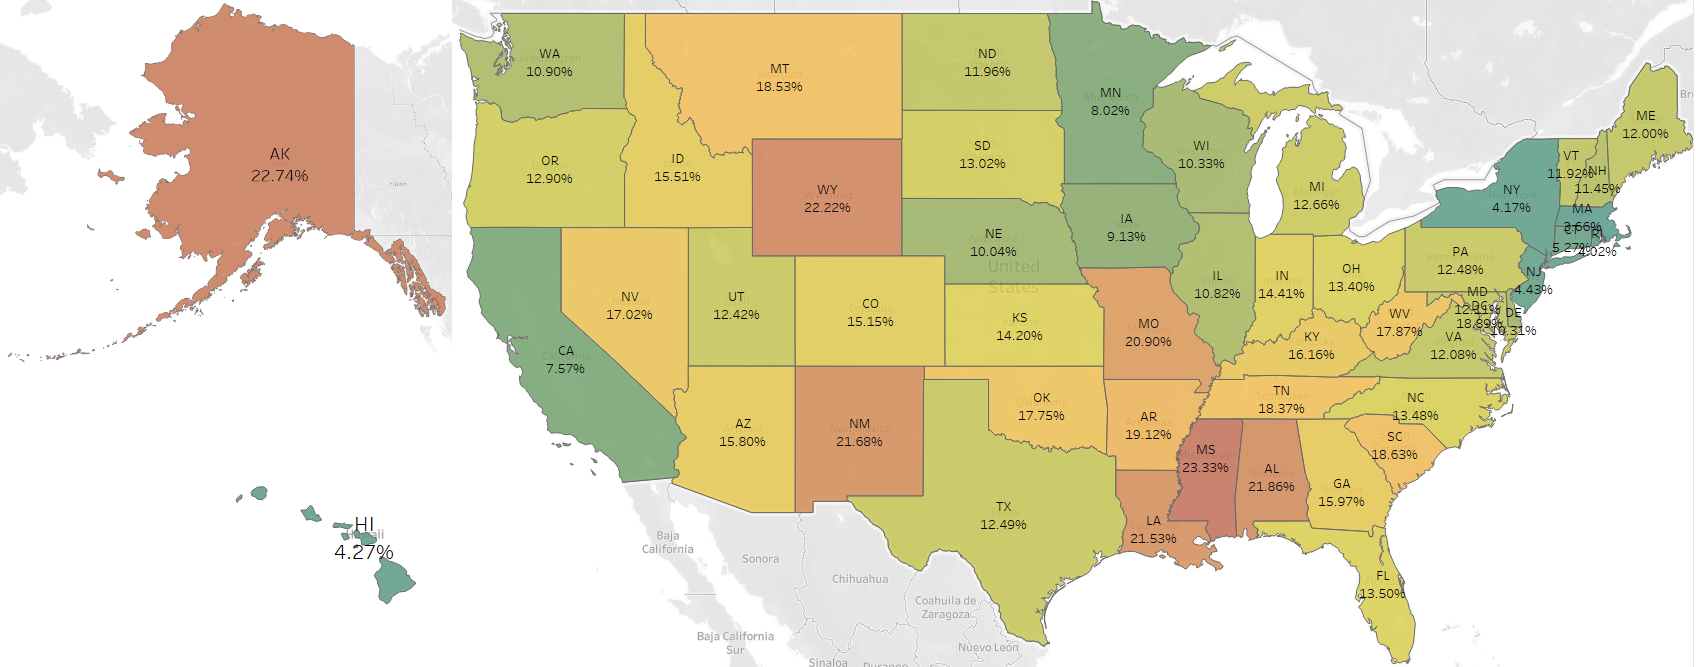 AK
22.74%
Yukon
HI
4.27%
WA
10.90%
OR
12.90%
CA
7.57%
ID
15.51%
NV
17.02%
MT
18.53%
WY
22.22%
UT
12.42%
AZ
15.80%
CO
15.15%
NM
21.68%
ND
11.96%
SD
13.02%
NE
10.04%
United
States
KS
14.20%
OK
17.75%
TX
12.49%
MN
8.02%
IA
9.13%
MO
20.90%
AR
19.12%
LA
21.53%
WI
10.33%
IL
10.82%
MI
12.66%
IN
14.41%
OH
13.40%
KY
16.16%
TN
18.37%
MS
23.33%
AL
21.86%
GA
15.97%
FL
13.50%
SC
18.63%
NC
13.48%
VA
12.08%
WV
17.87%
PA
12.48%
NY
4.17%
VT
11.92%
NH
11.45%
ME
12.00%
MA
3.66%
CT
5.27%
RI
4.02%
NJ
4.43%
MD
DC
18.89%
DE
10.31%
Baja
California
Sonora
Chihuahua
Coahuila de
Zaragoza
Baja California
Sur
Sinaloa
Durango
Nuevo León